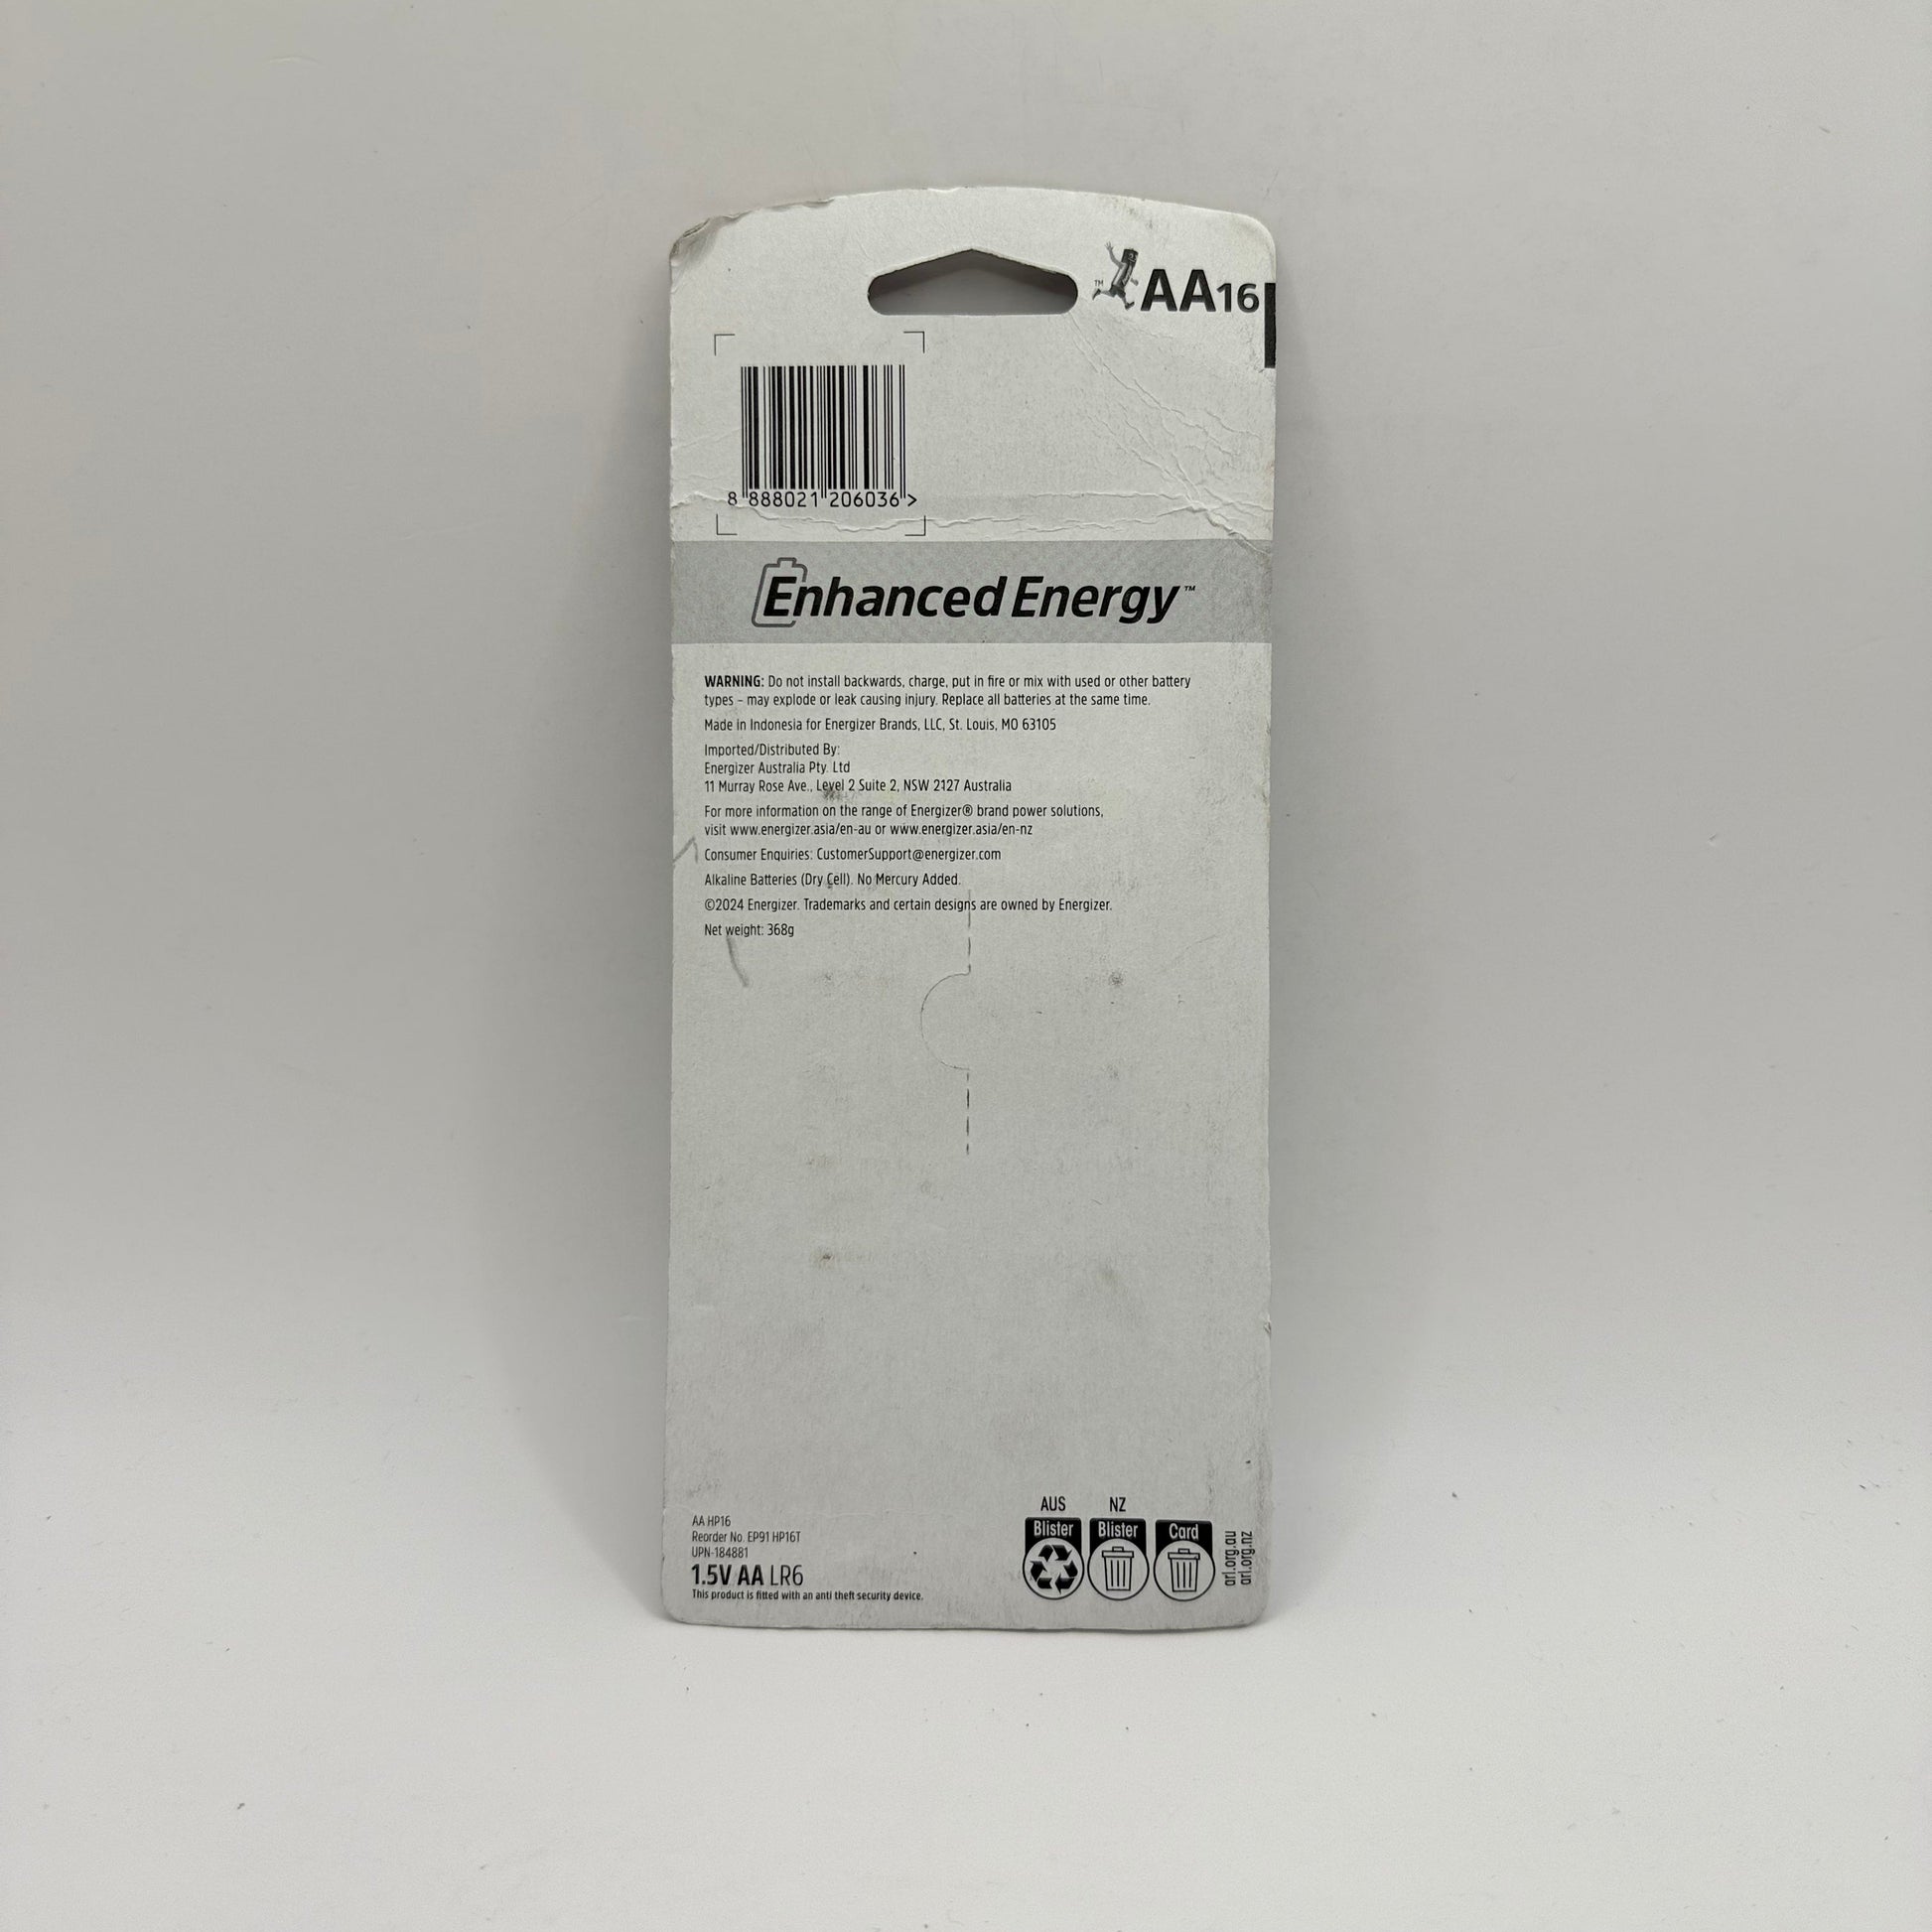 ™ AA16
8 888021 206036 >
Enhanced Energy™
WARNING: Do not install backwards, charge, put in fire or mix with used or other battery
types – may explode or leak causing injury. Replace all batteries at the same time.
Made in Indonesia for Energizer Brands, LLC, St. Louis, MO 63105
Imported/Distributed By:
Energizer Australia Pty. Ltd
11 Murray Rose Ave., Level 2 Suite 2, NSW 2127 Australia
For more information on the range of Energizer® brand power solutions,
visit www.energizer.asia/en-au or www.energizer.asia/en-nz
Consumer Enquiries: CustomerSupport@energizer.com
Alkaline Batteries (Dry Cell). No Mercury Added.
©2024 Energizer. Trademarks and certain designs are owned by Energizer.
Net weight: 368g
AA HP16
Reorder No. EP91 HP16T
UPN-184881
1.5V AA LR6
This product is fitted with an anti theft security device.
AUS NZ
Blister Blister Card
arl.org.au
arl.org.nz